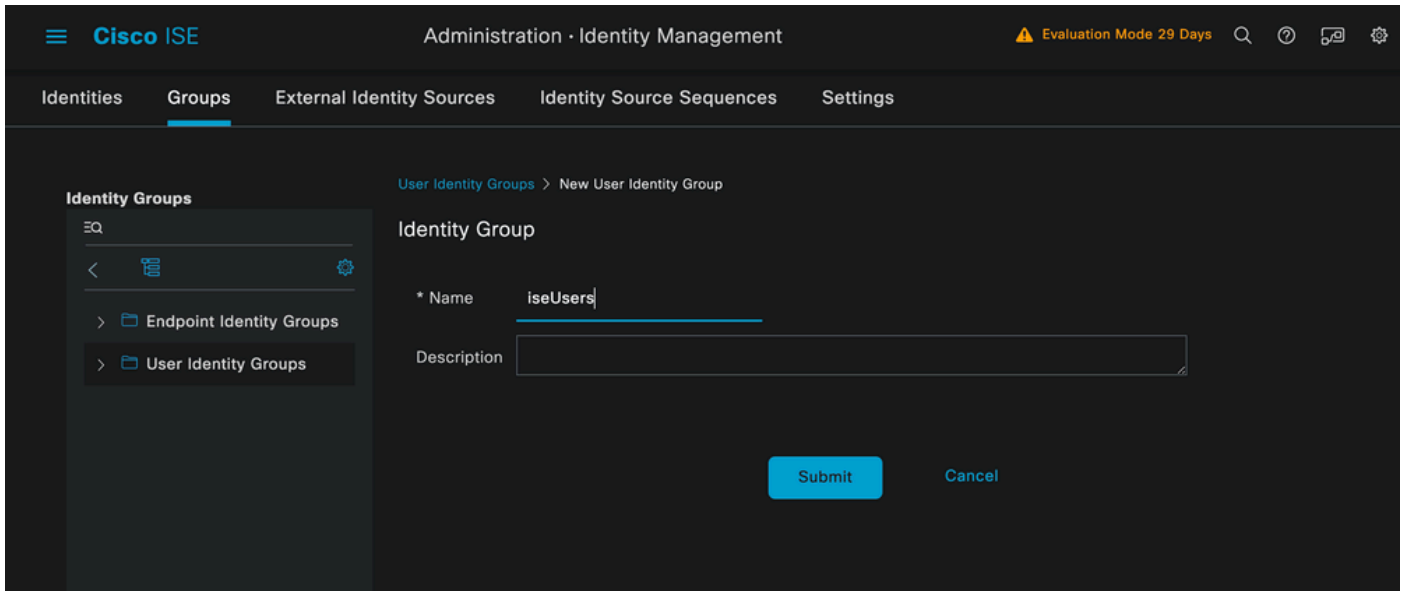 Cisco ISE
Administration · Identity Management
Evaluation Mode 29 Days
Identities Groups External Identity Sources Identity Source Sequences Settings
Identity Groups
Endpoint Identity Groups
User Identity Groups
User Identity Groups > New User Identity Group
Identity Group
* Name iseUsers
Description
Submit Cancel